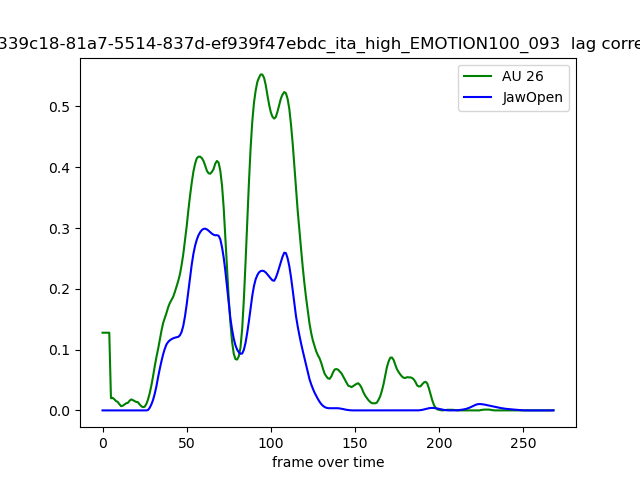 339c18-81a7-5514-837d-ef939f47ebdc_ita_high_EMOTION100_093 lag corre
AU 26
JawOpen
0.5
0.4
0.3
0.2
0.1
0.0
0 50 100 150 200 250
frame over time